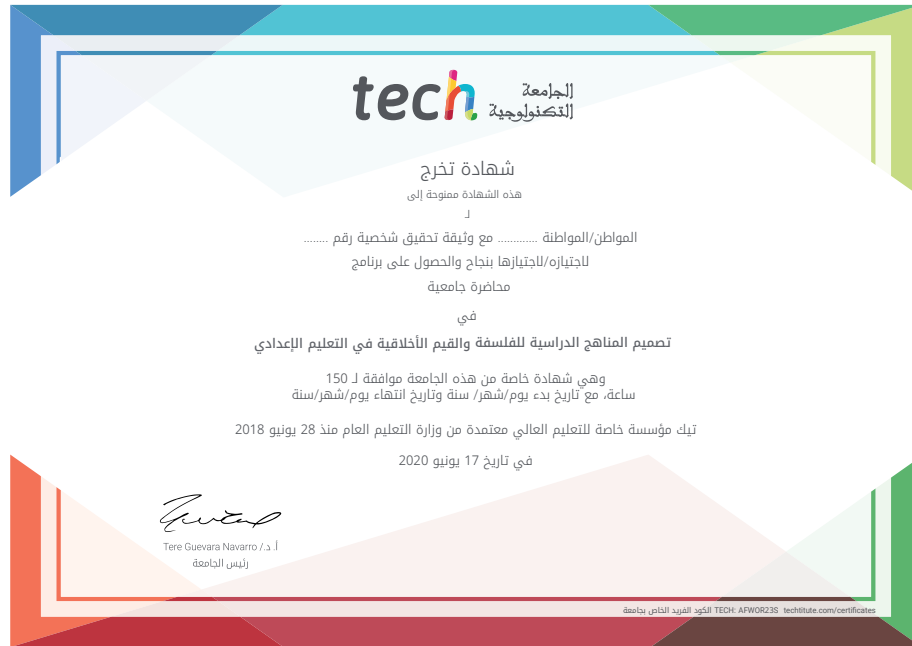 tech الجامعة
التكنولوجية
شهادة تخرج
هذه الشهادة ممنوحة إلى
لـ
المواطن/المواطنة ............ مع وثيقة تحقيق شخصية رقم ........
لاجتيازه/لاجتيازها بنجاح والحصول على برنامج
محاضرة جامعية
في
تصميم المناهج الدراسية للفلسفة والقيم الأخلاقية في التعليم الإعدادي
وهي شهادة خاصة من هذه الجامعة موافقة لـ 150
ساعة، مع تاريخ بدء يوم/شهر/ سنة وتاريخ انتهاء يوم/شهر/سنة
تيك مؤسسة خاصة للتعليم العالي معتمدة من وزارة التعليم العام منذ 28 يونيو 2018
في تاريخ 17 يونيو 2020
أ. د./ Tere Guevara Navarro
رئيس الجامعة
الكود الفريد الخاص بجامعة TECH: AFWOR23S techtitute.com/certificates